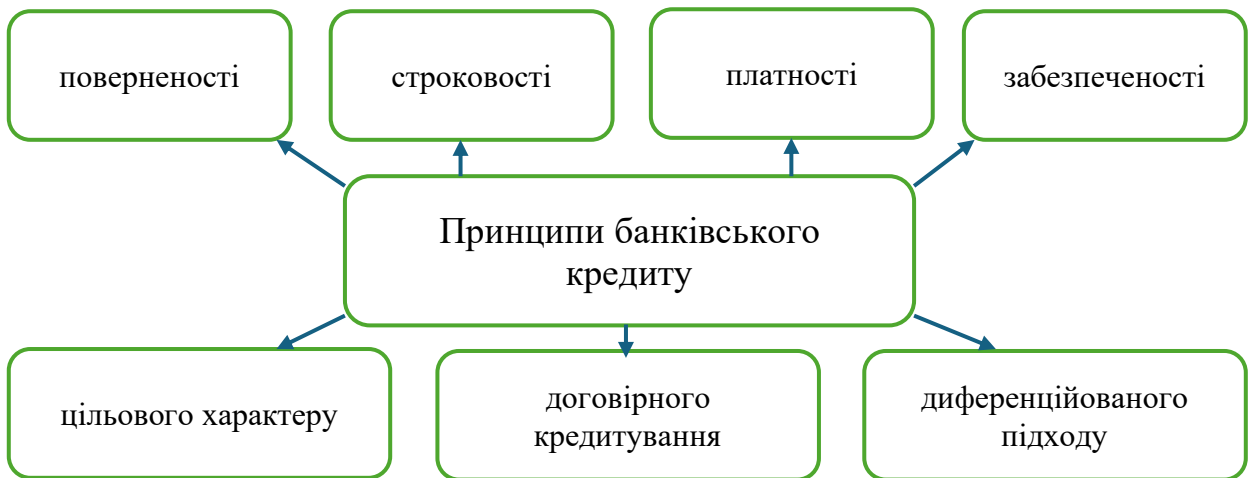 поверненості
строковості
платності
забезпеченості
Принципи банківського
кредиту
цільового характеру
договірного
кредитування
диференційованого
підходу